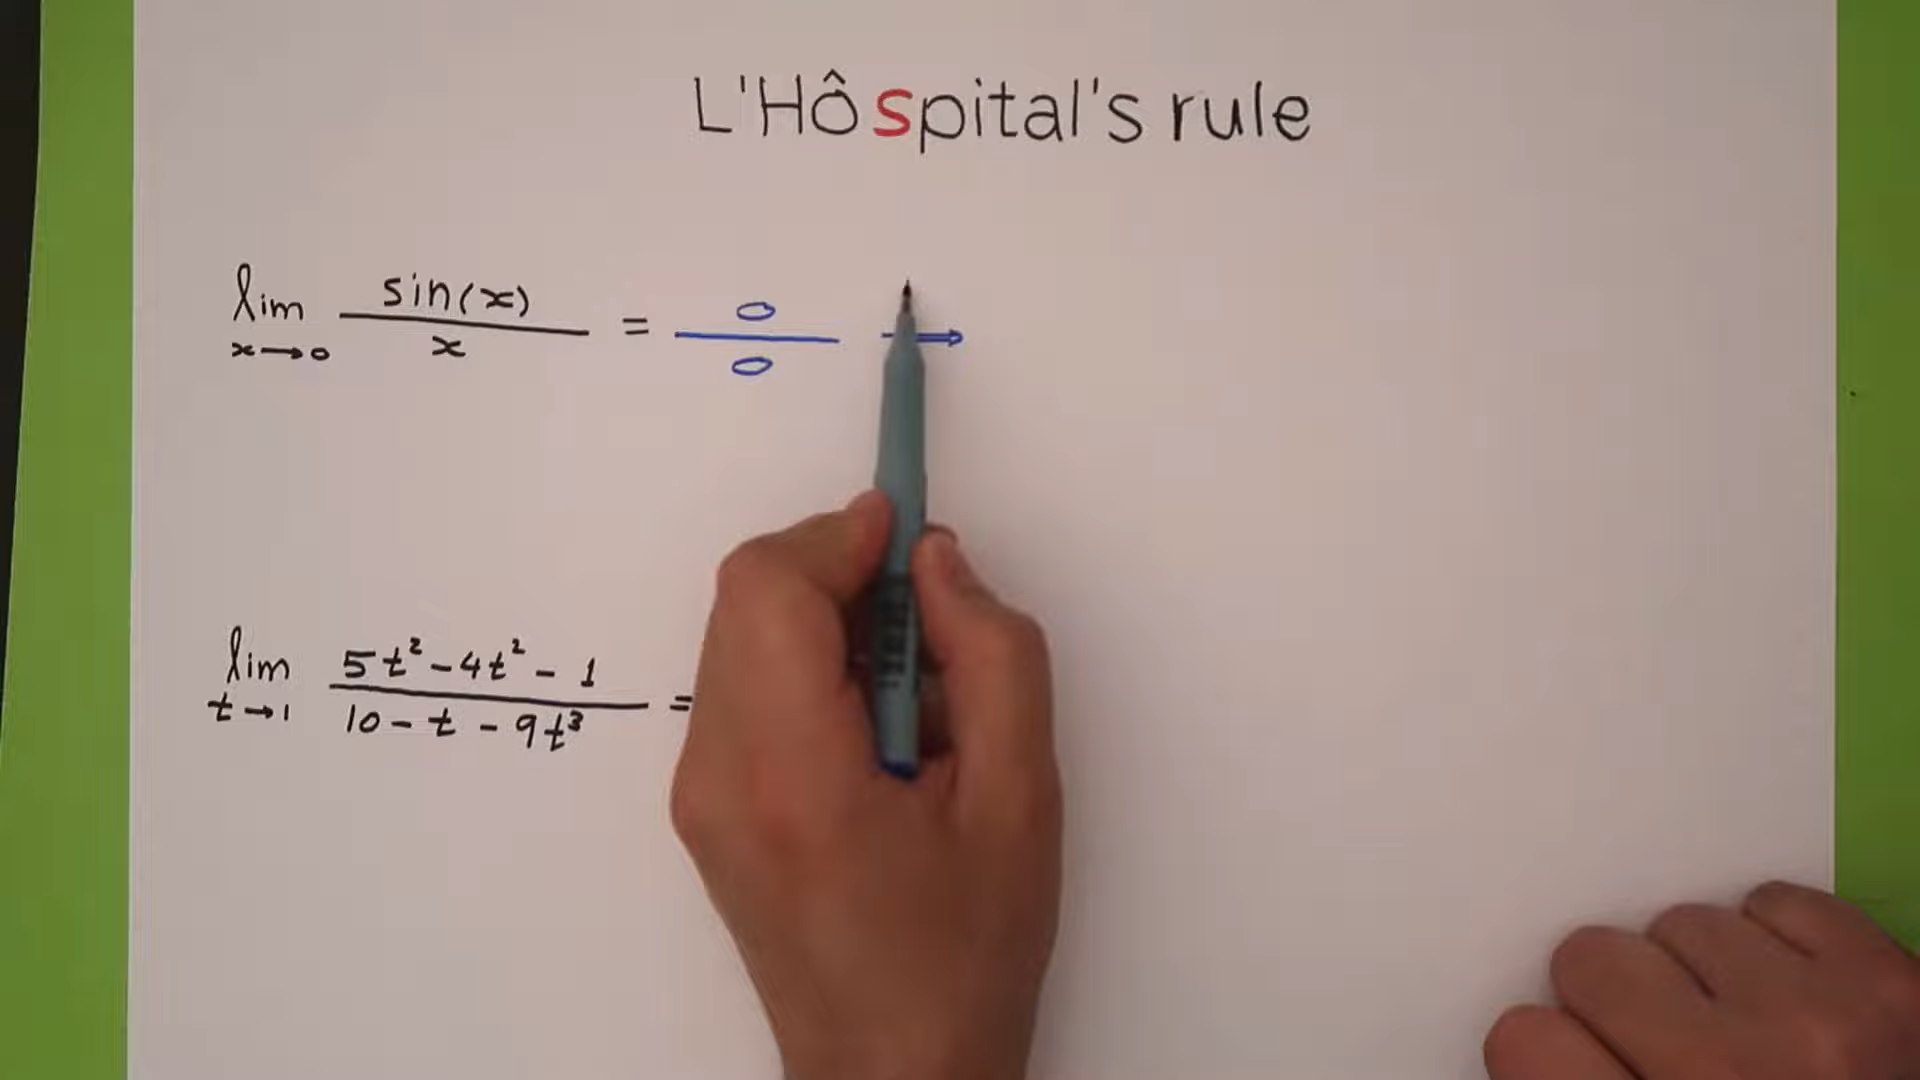 L'Hôspital's rule
lim x→0 sin(x) / x = 0 / 0 ⇒
lim t→1 5t² - 4t² - 1 / 10 - t - 9t³ =